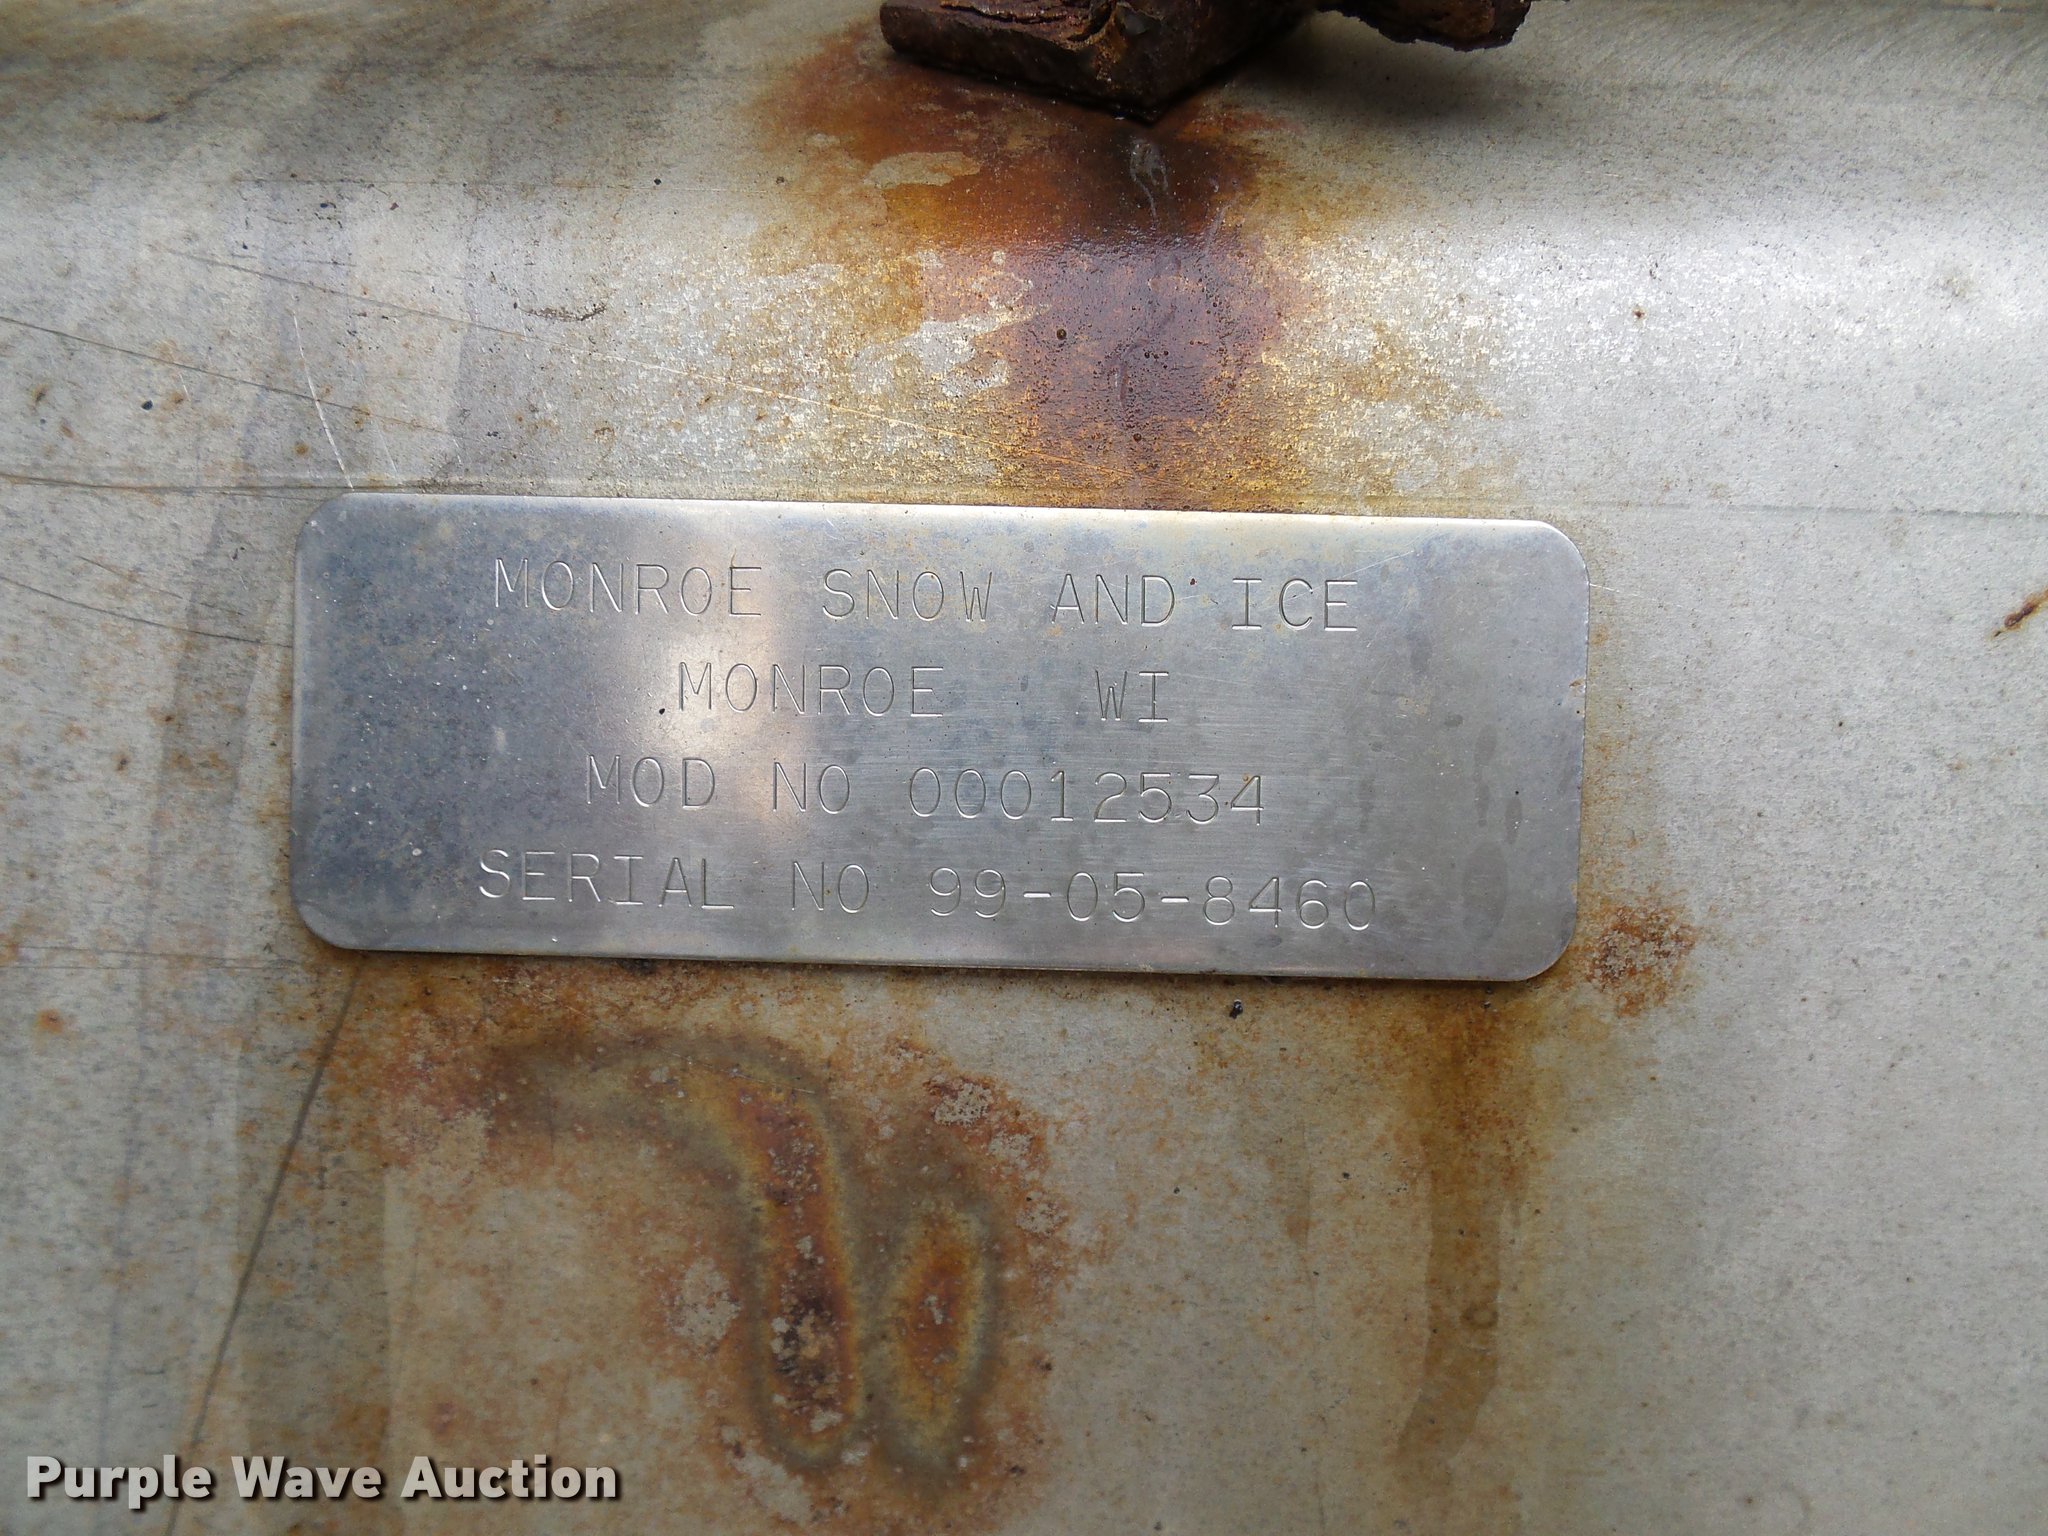 MONROE SNOW AND ICE
MONROE WI
MOD NO 00012534
SERIAL NO 99-05-8460
Purple Wave Auction